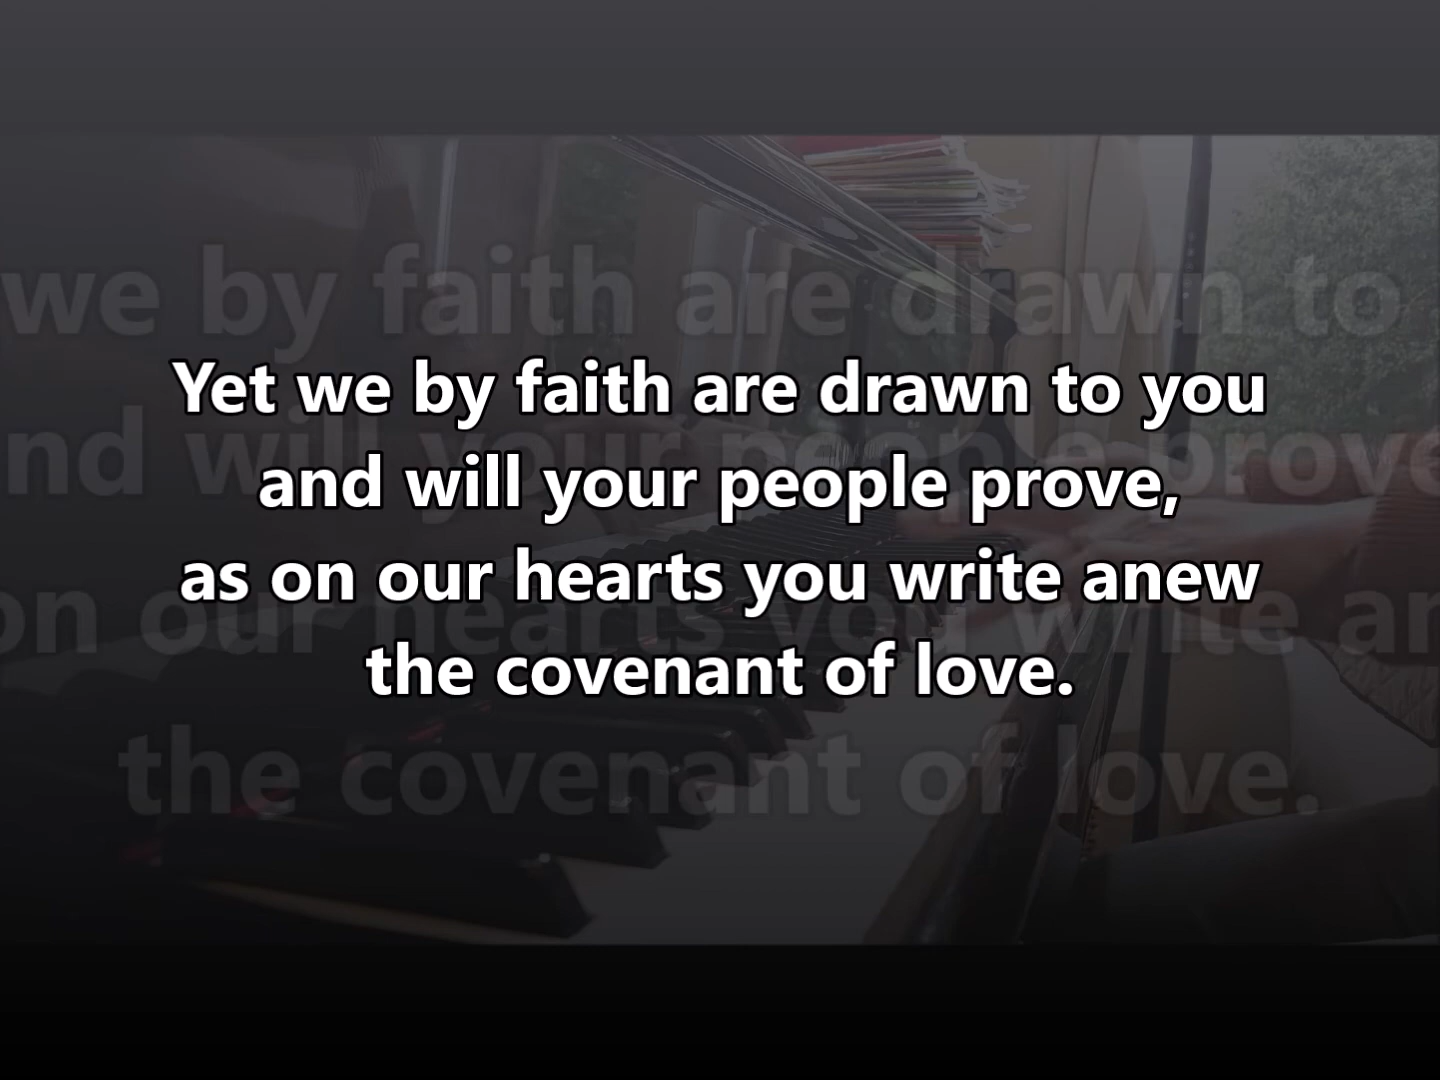 Yet we by faith are drawn to you
and will your people prove,
as on our hearts you write anew
the covenant of love.